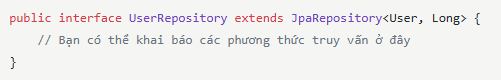 public interface UserRepository extends JpaRepository<User, Long> {
    // Bạn có thể khai báo các phương thức truy vấn ở đây
}